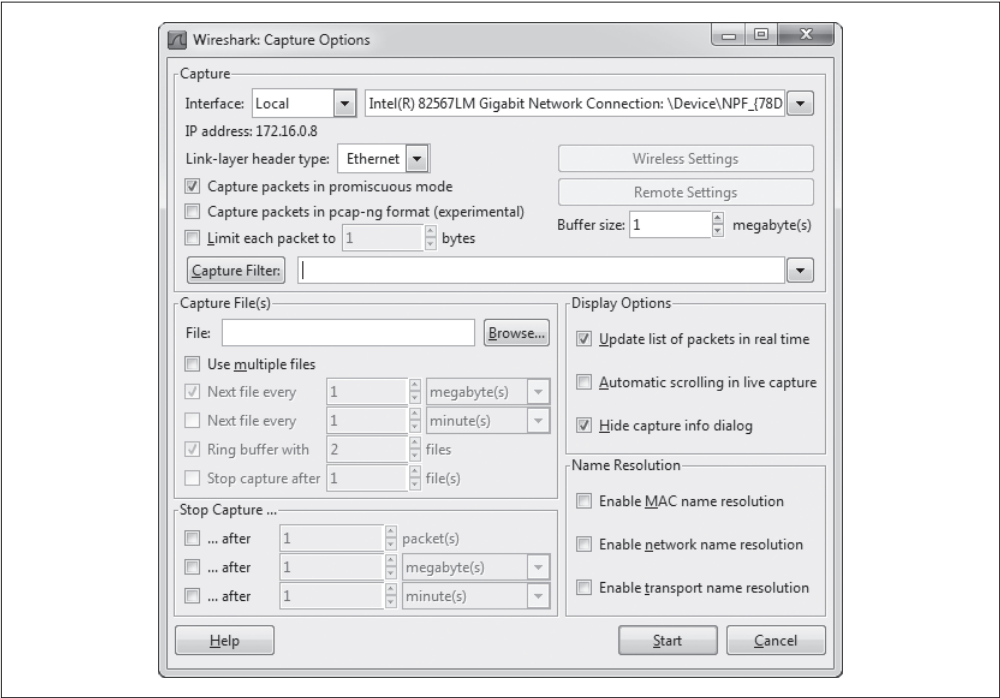 Wireshark: Capture Options
Capture
Interface: Local Intel(R) 82567LM Gigabit Network Connection: \Device\NPF_{78D
IP address: 172.16.0.8
Link-layer header type: Ethernet
Wireless Settings
Capture packets in promiscuous mode
Remote Settings
Capture packets in pcap-ng format (experimental)
Buffer size: 1 megabyte(s)
Limit each packet to 1 bytes
Capture Filter:
Capture File(s)
File: Browse...
Use multiple files
Next file every 1 megabyte(s)
Next file every 1 minute(s)
Ring buffer with 2 files
Stop capture after 1 file(s)
Stop Capture ...
... after 1 packet(s)
... after 1 megabyte(s)
... after 1 minute(s)
Display Options
Update list of packets in real time
Automatic scrolling in live capture
Hide capture info dialog
Name Resolution
Enable MAC name resolution
Enable network name resolution
Enable transport name resolution
Help Start Cancel